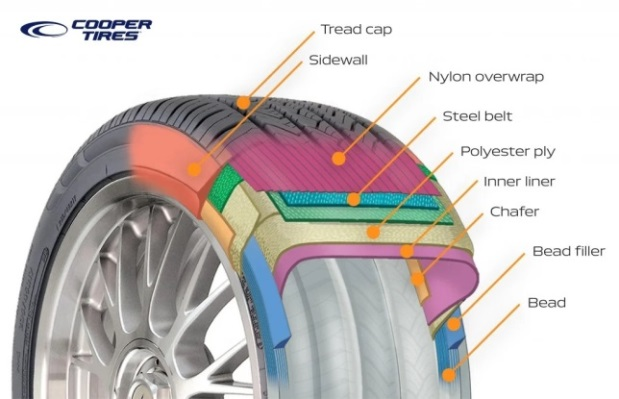 COOPER
TIRES
Tread cap
Sidewall
Nylon overwrap
Steel belt
Polyester ply
Inner liner
Chafer
Bead filler
Bead